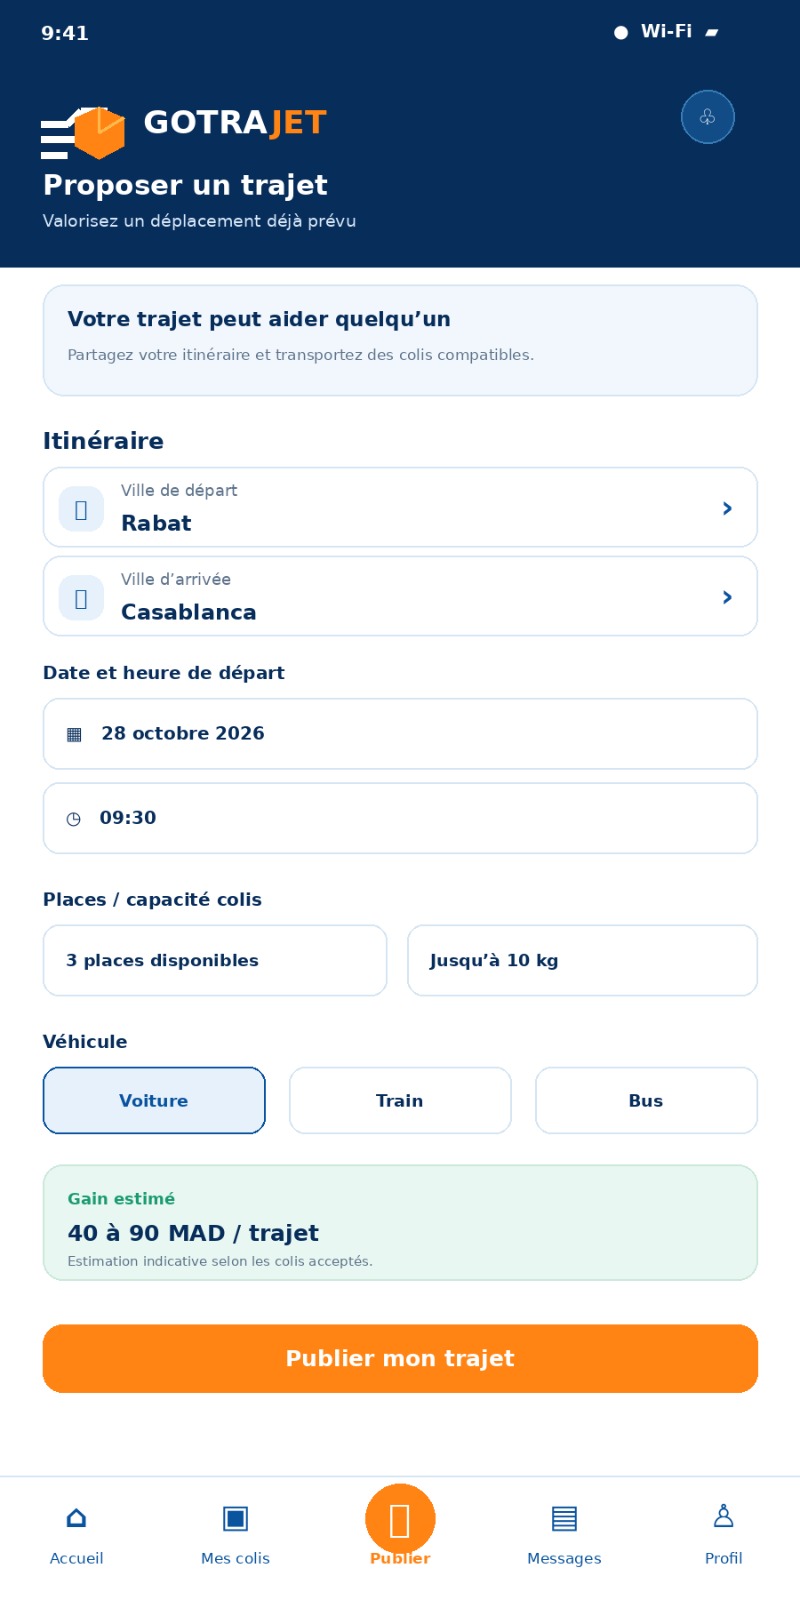 9:41
Wi-Fi
GOTRAJET
Proposer un trajet
Valorisez un déplacement déjà prévu
Votre trajet peut aider quelqu’un
Partagez votre itinéraire et transportez des colis compatibles.
Itinéraire
Ville de départ
Rabat
Ville d’arrivée
Casablanca
Date et heure de départ
28 octobre 2026
09:30
Places / capacité colis
3 places disponibles
Jusqu’à 10 kg
Véhicule
Voiture
Train
Bus
Gain estimé
40 à 90 MAD / trajet
Estimation indicative selon les colis acceptés.
Publier mon trajet
Accueil
Mes colis
Publier
Messages
Profil